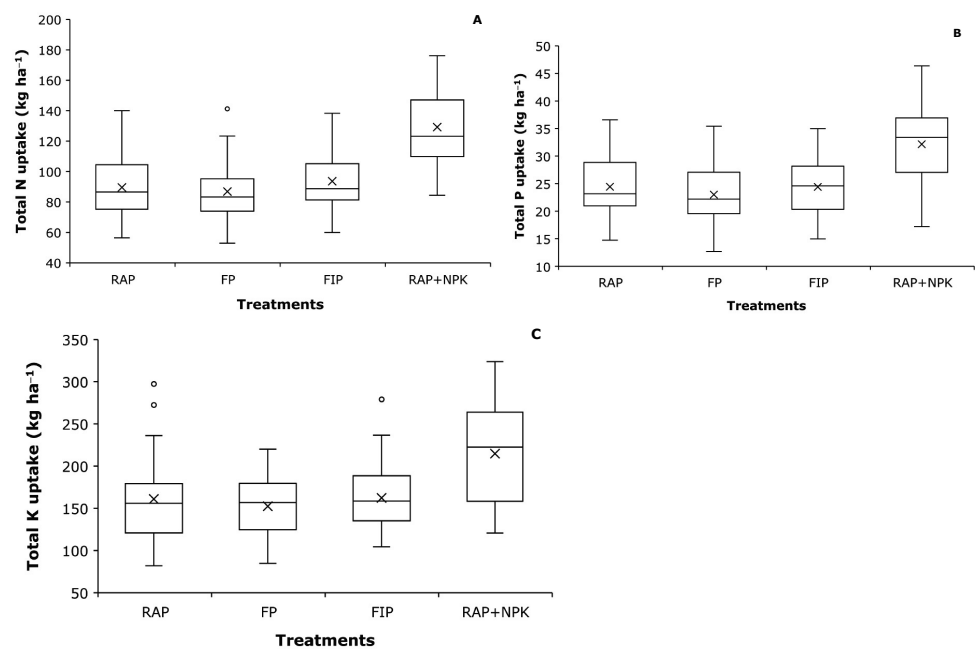 A
Total N uptake (kg ha⁻¹)
200
180
160
140
120
100
80
60
40
RAP FP FIP RAP+NPK
Treatments
B
Total P uptake (kg ha⁻¹)
50
45
40
35
30
25
20
15
10
RAP FP FIP RAP+NPK
Treatments
C
Total K uptake (kg ha⁻¹)
350
300
250
200
150
100
50
RAP FP FIP RAP+NPK
Treatments